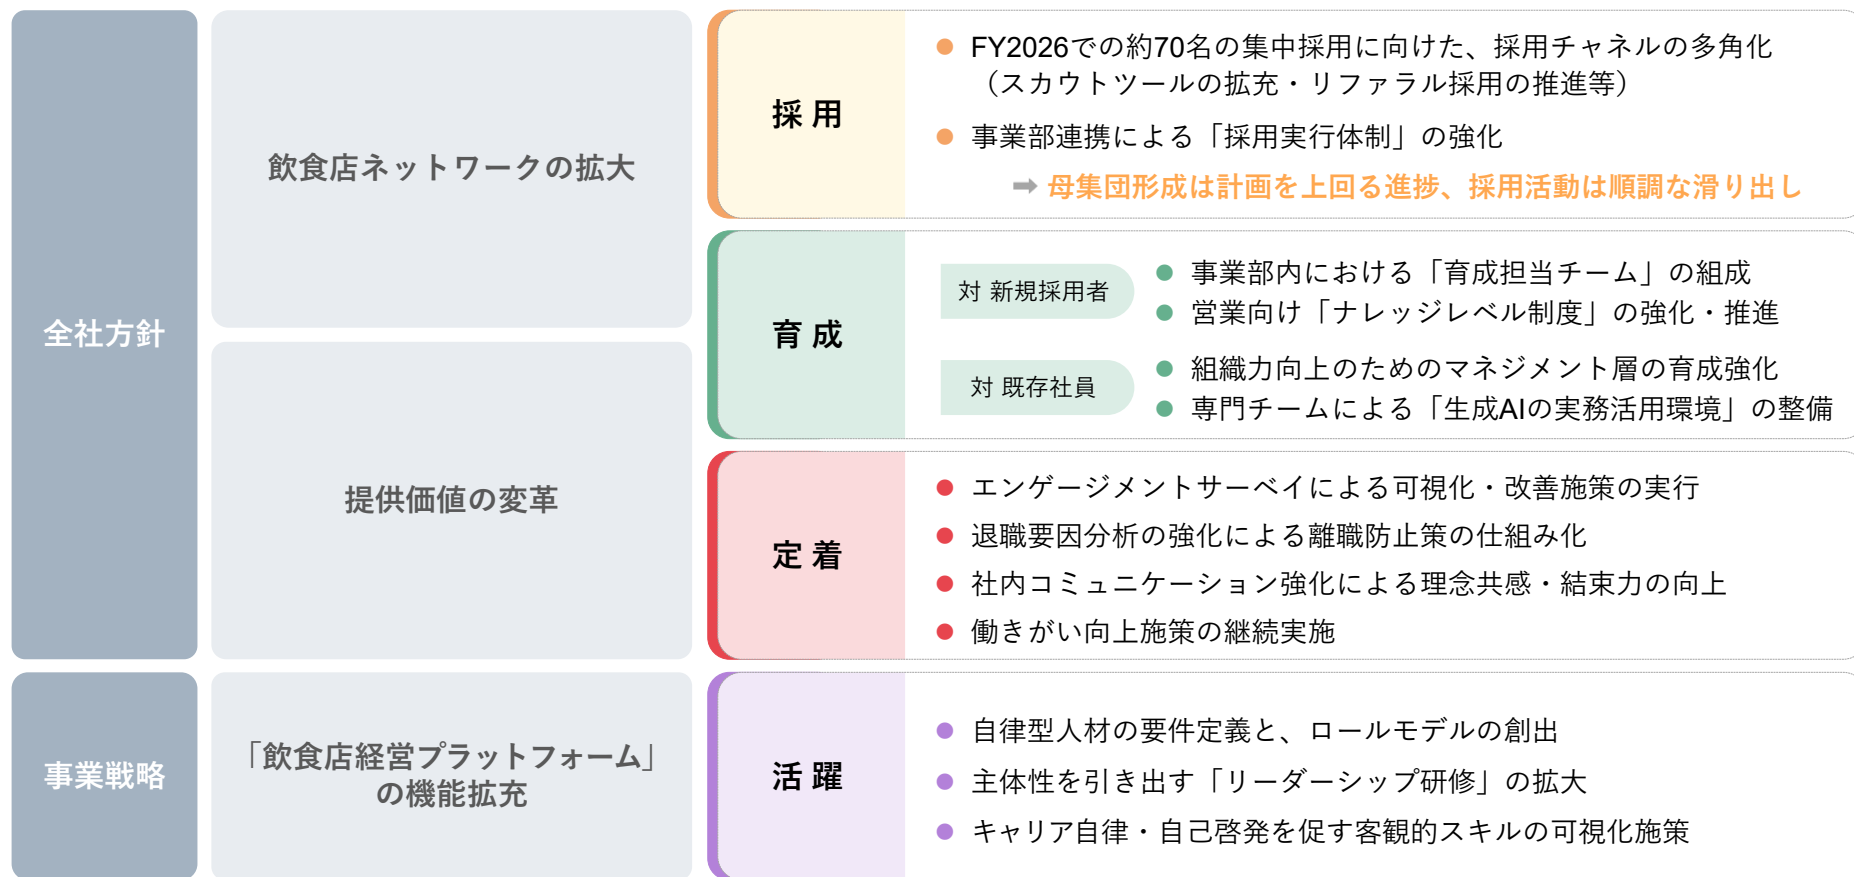 全社方針
飲食店ネットワークの拡大
提供価値の変革
事業戦略
「飲食店経営プラットフォーム」
の機能拡充
採用
FY2026での約70名の集中採用に向けた、採用チャネルの多角化
（スカウトツールの拡充・リファラル採用の推進等）
事業部連携による「採用実行体制」の強化
➡ 母集団形成は計画を上回る進捗、採用活動は順調な滑り出し
育成
対 新規採用者
事業部内における「育成担当チーム」の組成
営業向け「ナレッジレベル制度」の強化・推進
対 既存社員
組織力向上のためのマネジメント層の育成強化
専門チームによる「生成AIの実務活用環境」の整備
定着
エンゲージメントサーベイによる可視化・改善施策の実行
退職要因分析の強化による離職防止策の仕組み化
社内コミュニケーション強化による理念共感・結束力の向上
働きがい向上施策の継続実施
活躍
自律型人材の要件定義と、ロールモデルの創出
主体性を引き出す「リーダーシップ研修」の拡大
キャリア自律・自己啓発を促す客観的スキルの可視化施策